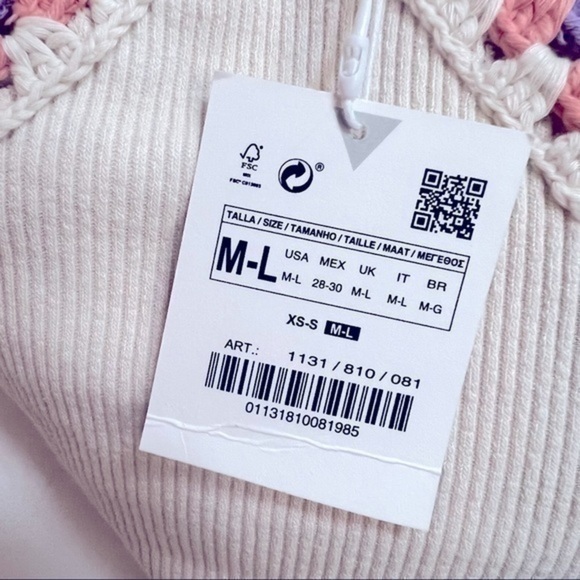 FSC
®
TALLA / SIZE / TAMANHO / TAILLE / MAAT / ΜΕΓΕΘΟΣ
M-L
USA MEX UK IT BR
M-L 28-30 M-L M-L M-G
XS-S M-L
ART.: 1131 / 810 / 081
01131810081985